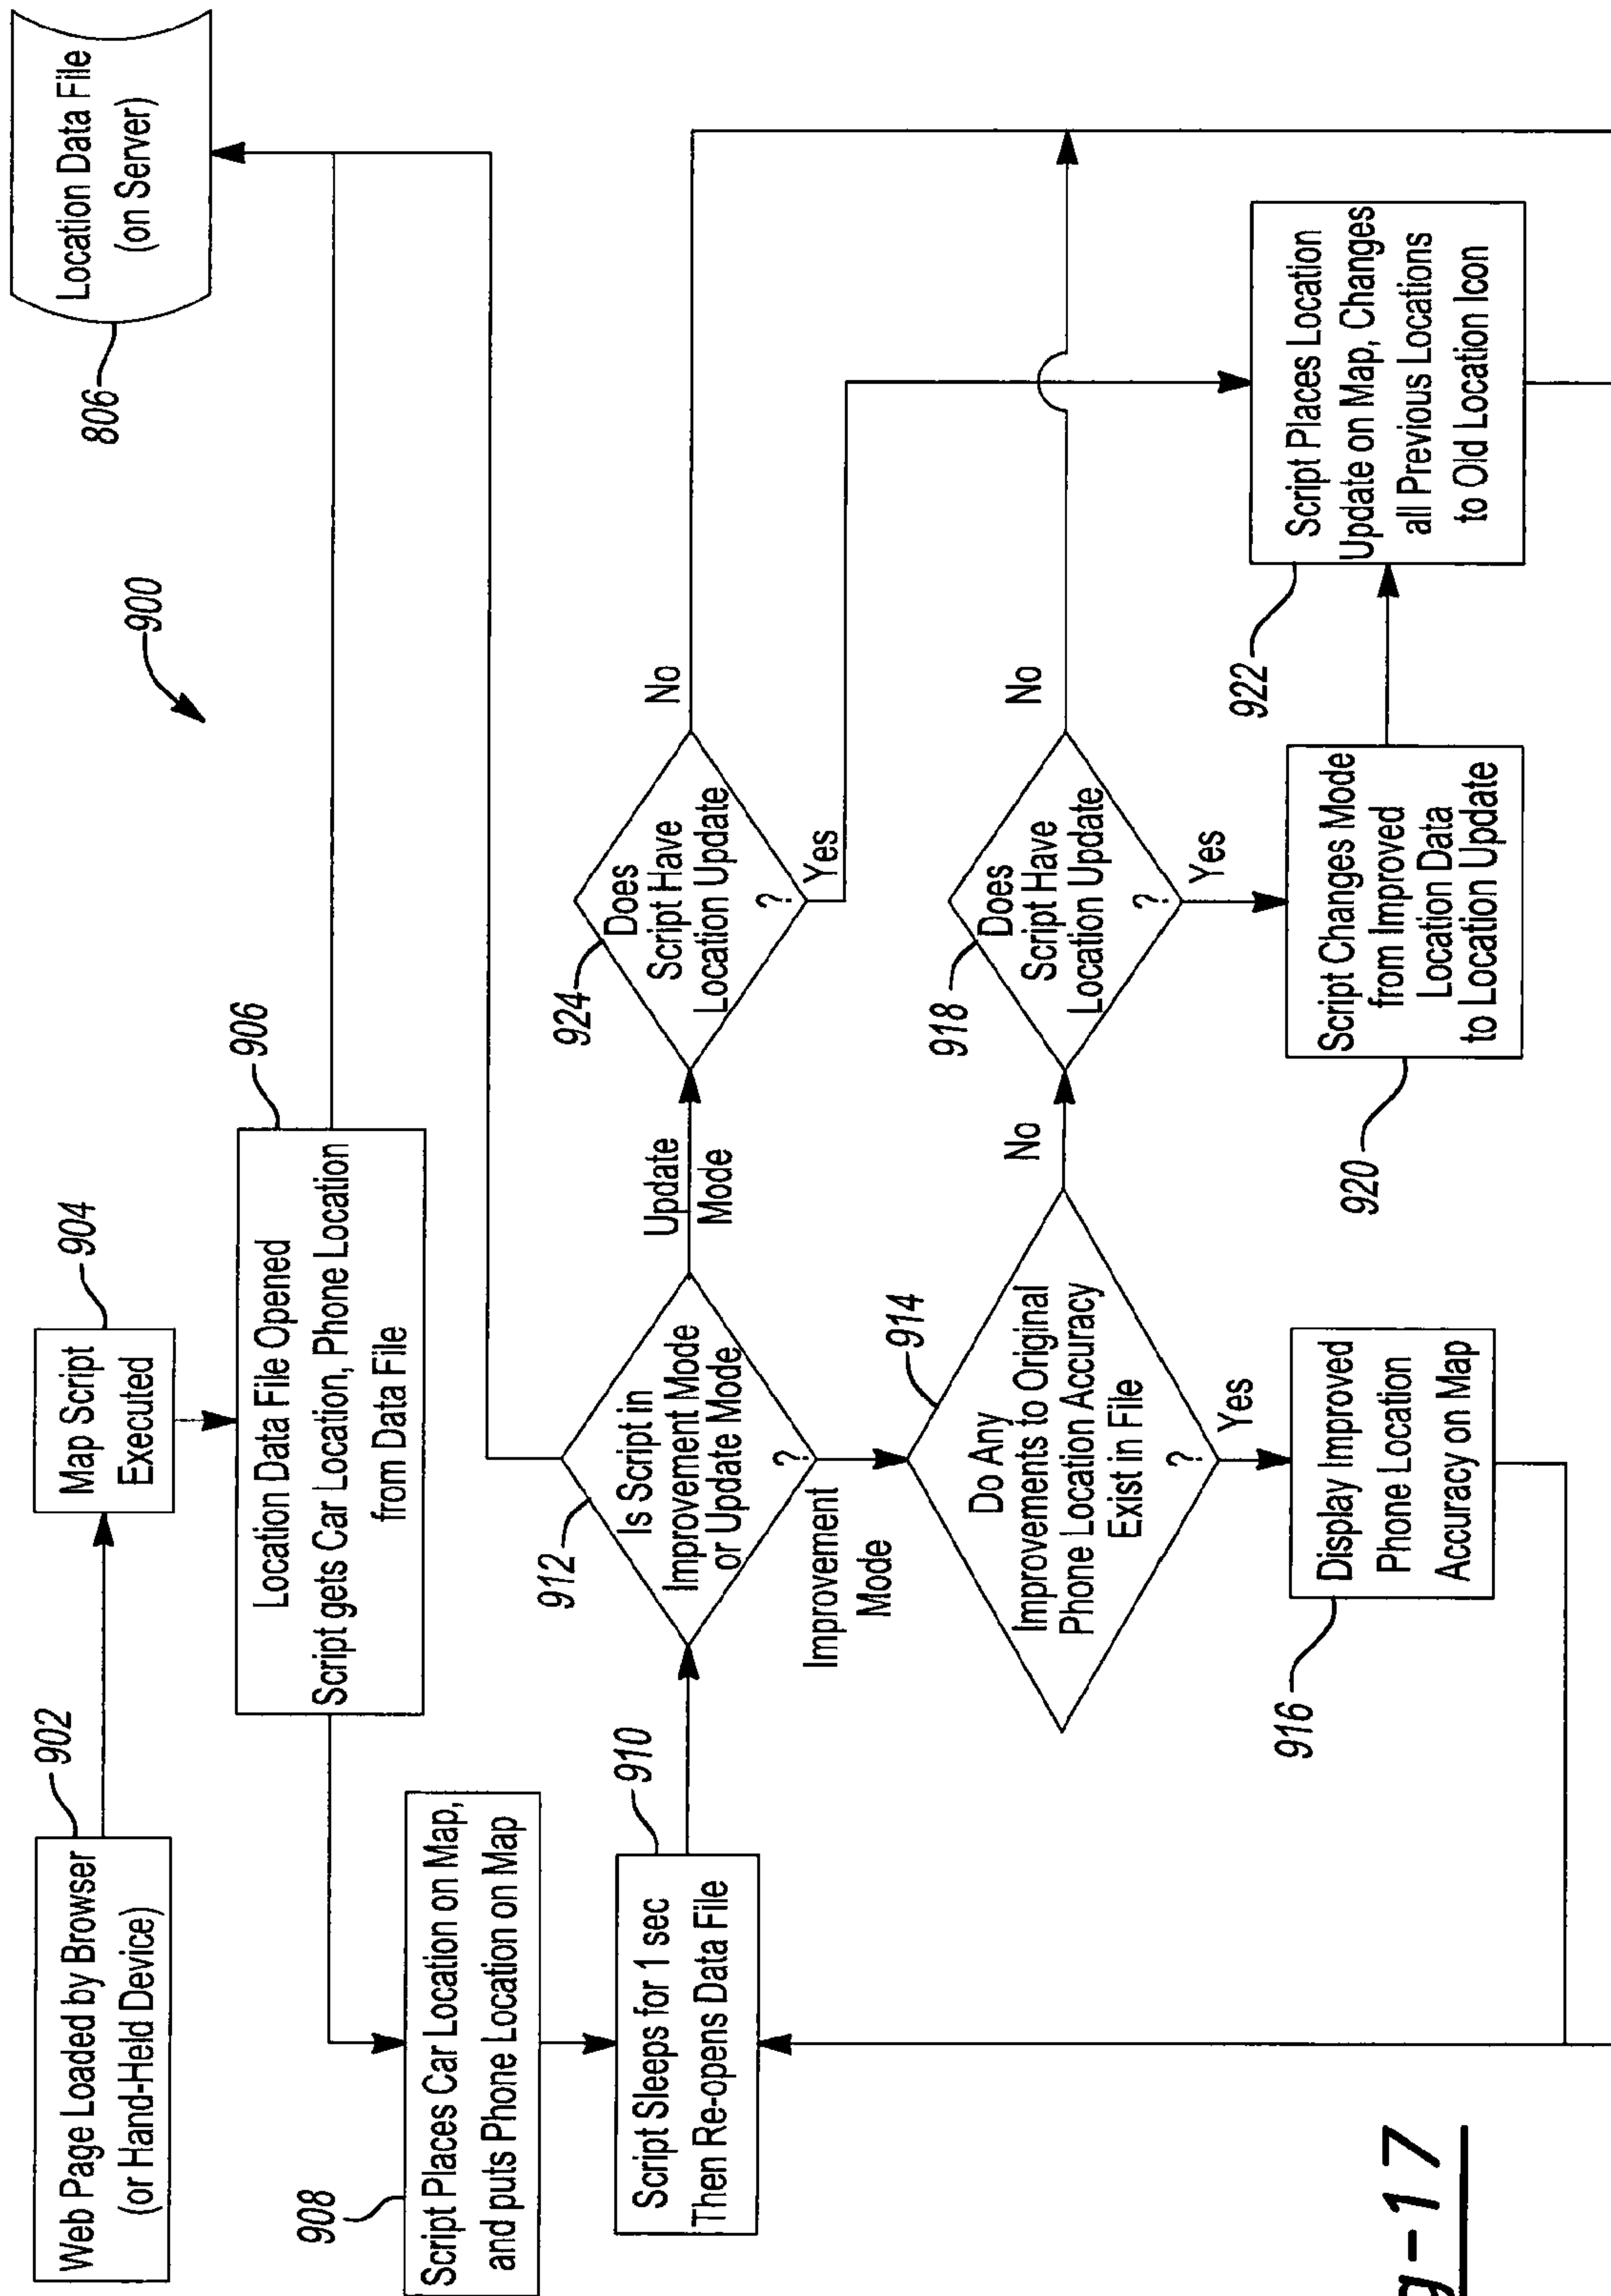 Web Page Loaded by Browser
(or Hand-Held Device)
902
Map Script
Executed
904
Location Data File
(on Server)
806
900
Location Data File Opened
Script gets Car Location, Phone Location
from Data File
906
908
Script Places Car Location on Map,
and puts Phone Location on Map
Script Sleeps for 1 sec
Then Re-opens Data File
910
912
Is Script in
Improvement Mode
or Update Mode
?
Update
Mode
Improvement
Mode
924
Does
Script Have
Location Update
?
No
Yes
914
Do Any
Improvements to Original
Phone Location Accuracy
Exist in File
?
No
Yes
918
Does
Script Have
Location Update
?
No
Yes
916
Display Improved
Phone Location
Accuracy on Map
920
Script Changes Mode
from Improved
Location Data
to Location Update
922
Script Places Location
Update on Map, Changes
all Previous Locations
to Old Location Icon
g-17